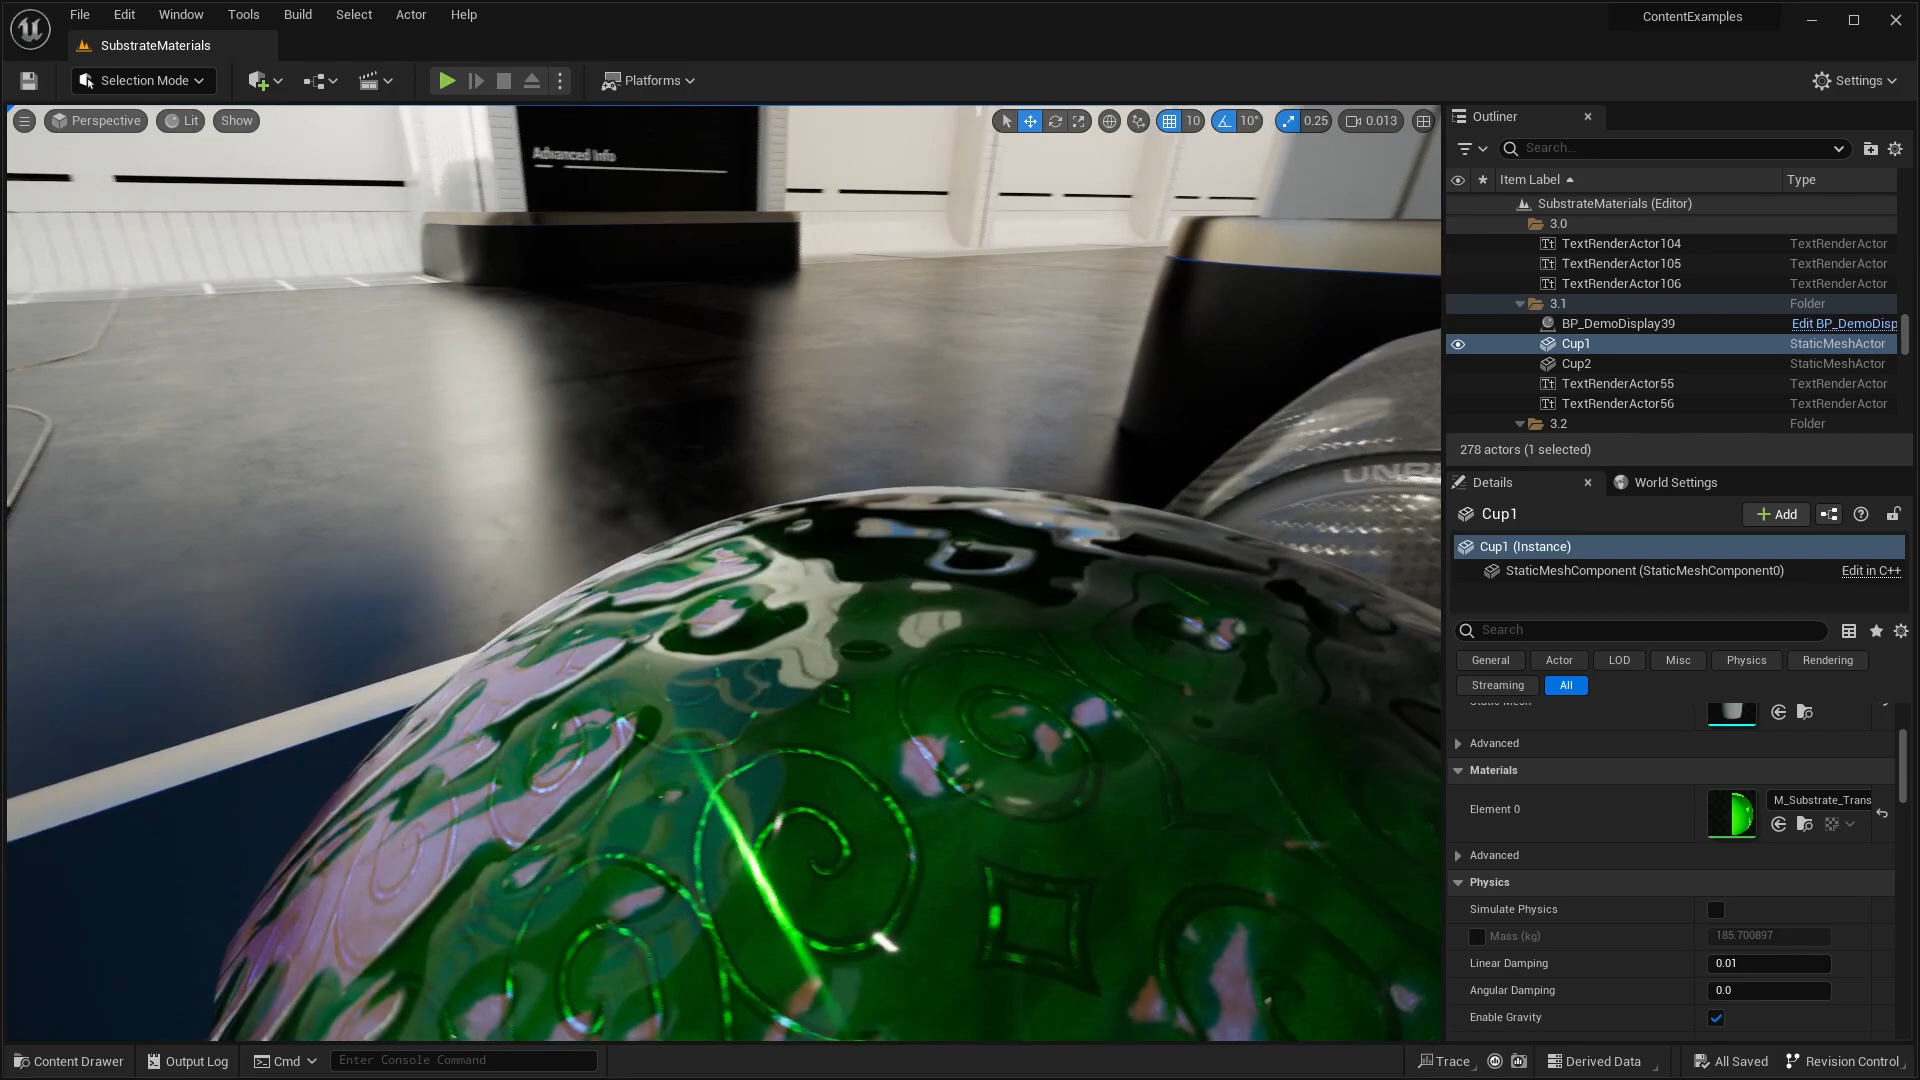 File Edit Window Tools Build Select Actor Help
ContentExamples
SubstrateMaterials
Selection Mode
Platforms
Settings
Perspective Lit Show
10 10° 0.25 0.013
Advanced Info
Outliner
Search...
Item Label Type
SubstrateMaterials (Editor)
3.0
TextRenderActor104 TextRenderActor
TextRenderActor105 TextRenderActor
TextRenderActor106 TextRenderActor
3.1 Folder
BP_DemoDisplay39 Edit BP_DemoDisp
Cup1 StaticMeshActor
Cup2 StaticMeshActor
TextRenderActor55 TextRenderActor
TextRenderActor56 TextRenderActor
3.2 Folder
278 actors (1 selected)
UNR
Details World Settings
Cup1 Add
Cup1 (Instance)
StaticMeshComponent (StaticMeshComponent0) Edit in C++
Search
General Actor LOD Misc Physics Rendering
Streaming All
Static Mesh
Advanced
Materials
Element 0 M_Substrate_Trans
Advanced
Physics
Simulate Physics
Mass (kg) 185.700897
Linear Damping 0.01
Angular Damping 0.0
Enable Gravity
Content Drawer Output Log Cmd Enter Console Command
Trace Derived Data All Saved Revision Control